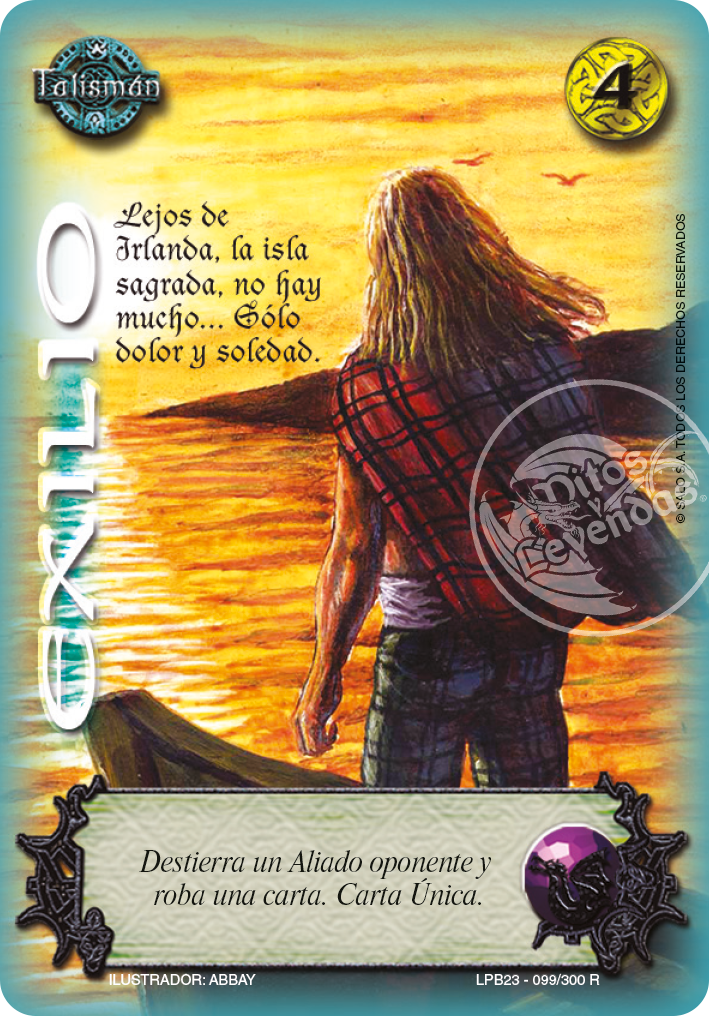 Talismán
4
Lejos de
Irlanda, la isla
sagrada, no hay
mucho... Sólo
dolor y soledad.
EXILIO
© SALO S.A. TODOS LOS DERECHOS RESERVADOS
Mitos
y
Leyendas®
Destierra un Aliado oponente y
roba una carta. Carta Única.
ILUSTRADOR: ABBAY
LPB23 - 099/300 R